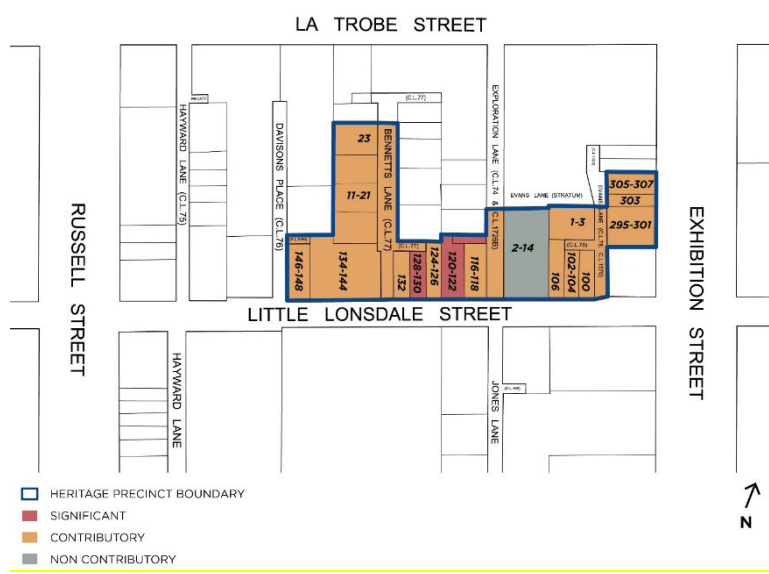 LA TROBE STREET
HAYWARD LANE (C.L.75)
DAVISONS PLACE (C.L.76)
BENNETTS LANE (C.L.77)
(C.L.77)
EXPLORATION LANE (C.L.74 & C.L.1726B)
EVANS LANE (STRATUM)
RUSSELL STREET
EXHIBITION STREET
23
11-21
305-307
303
295-301
1-3
2-14
146-148
134-144
(C.L.77)
132
128-130
124-126
120-122
116-118
106
102-104
100
LITTLE LONSDALE STREET
HAYWARD LANE
JONES LANE
HERITAGE PRECINCT BOUNDARY
SIGNIFICANT
CONTRIBUTORY
NON CONTRIBUTORY
N